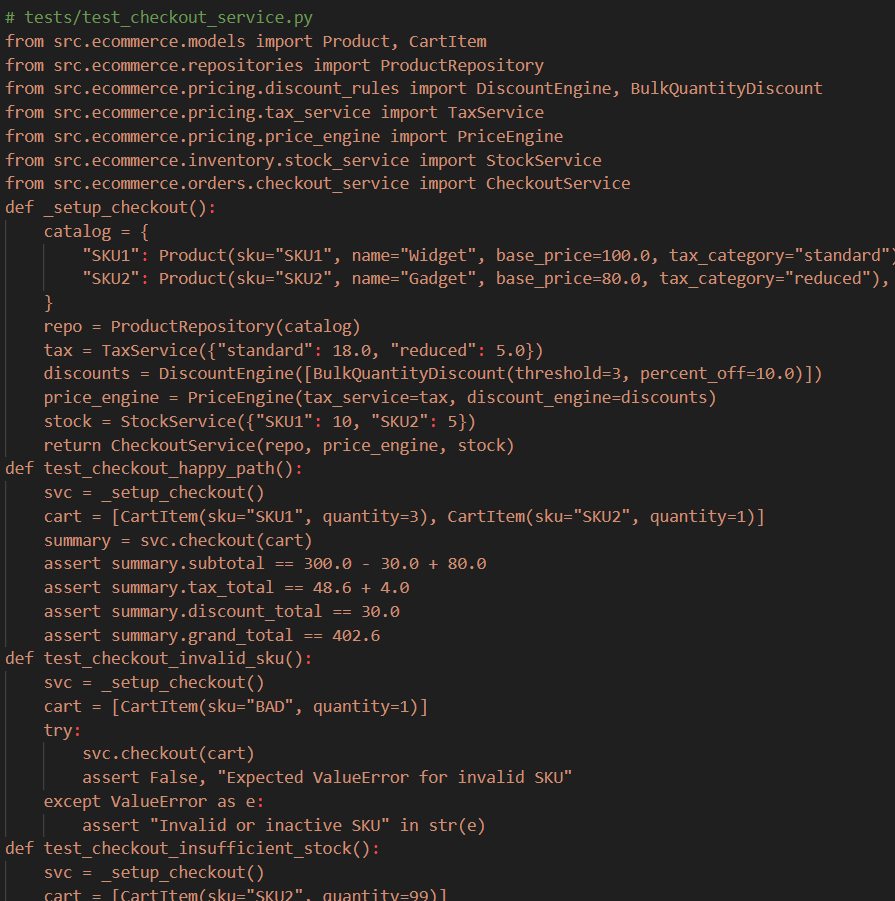 # tests/test_checkout_service.py
from src.ecommerce.models import Product, CartItem
from src.ecommerce.repositories import ProductRepository
from src.ecommerce.pricing.discount_rules import DiscountEngine, BulkQuantityDiscount
from src.ecommerce.pricing.tax_service import TaxService
from src.ecommerce.pricing.price_engine import PriceEngine
from src.ecommerce.inventory.stock_service import StockService
from src.ecommerce.orders.checkout_service import CheckoutService
def _setup_checkout():
    catalog = {
        "SKU1": Product(sku="SKU1", name="Widget", base_price=100.0, tax_category="standard")
        "SKU2": Product(sku="SKU2", name="Gadget", base_price=80.0, tax_category="reduced"),
    }
    repo = ProductRepository(catalog)
    tax = TaxService({"standard": 18.0, "reduced": 5.0})
    discounts = DiscountEngine([BulkQuantityDiscount(threshold=3, percent_off=10.0)])
    price_engine = PriceEngine(tax_service=tax, discount_engine=discounts)
    stock = StockService({"SKU1": 10, "SKU2": 5})
    return CheckoutService(repo, price_engine, stock)
def test_checkout_happy_path():
    svc = _setup_checkout()
    cart = [CartItem(sku="SKU1", quantity=3), CartItem(sku="SKU2", quantity=1)]
    summary = svc.checkout(cart)
    assert summary.subtotal == 300.0 - 30.0 + 80.0
    assert summary.tax_total == 48.6 + 4.0
    assert summary.discount_total == 30.0
    assert summary.grand_total == 402.6
def test_checkout_invalid_sku():
    svc = _setup_checkout()
    cart = [CartItem(sku="BAD", quantity=1)]
    try:
        svc.checkout(cart)
        assert False, "Expected ValueError for invalid SKU"
    except ValueError as e:
        assert "Invalid or inactive SKU" in str(e)
def test_checkout_insufficient_stock():
    svc = _setup_checkout()
    cart = [CartItem(sku="SKU2", quantity=99)]